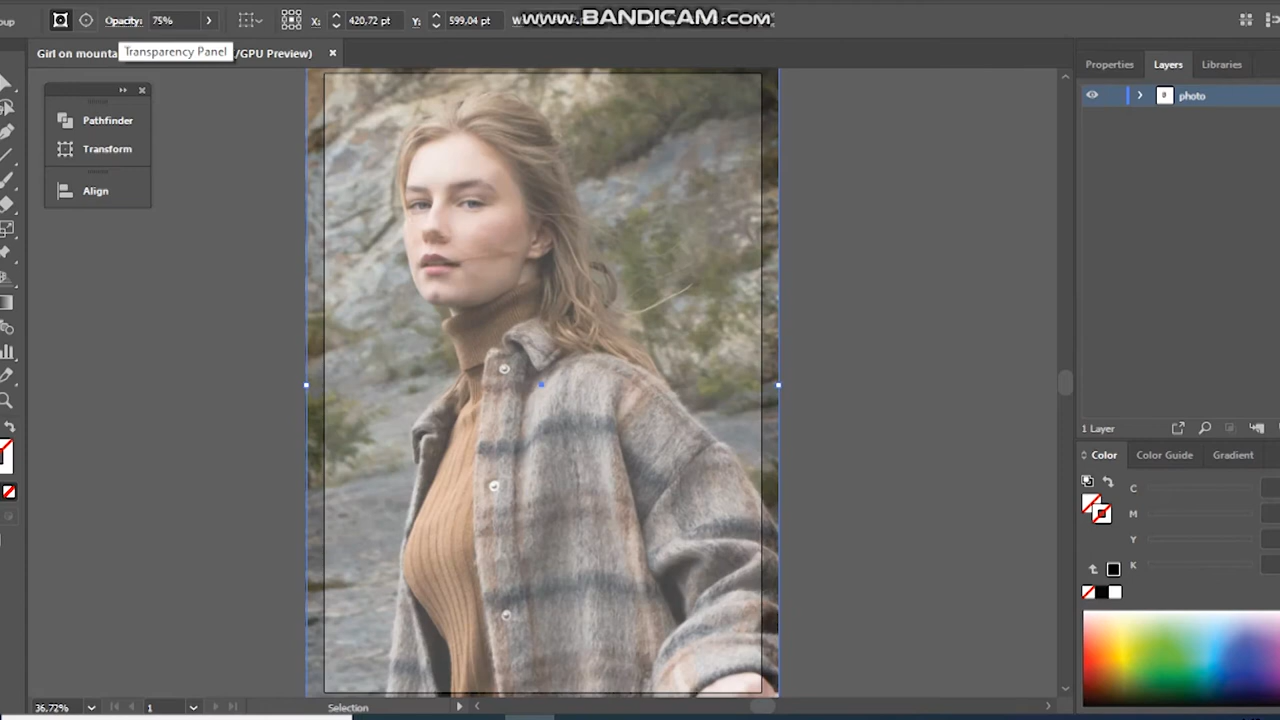 oup Opacity: 75% X: 420,72 pt Y: 599,04 pt
www.BANDICAM.com
Girl on mounta /GPU Preview)
Transparency Panel
Properties Layers Libraries
photo
Pathfinder
Transform
Align
1 Layer
Color Color Guide Gradient
C
M
Y
K
36,72% 1 Selection